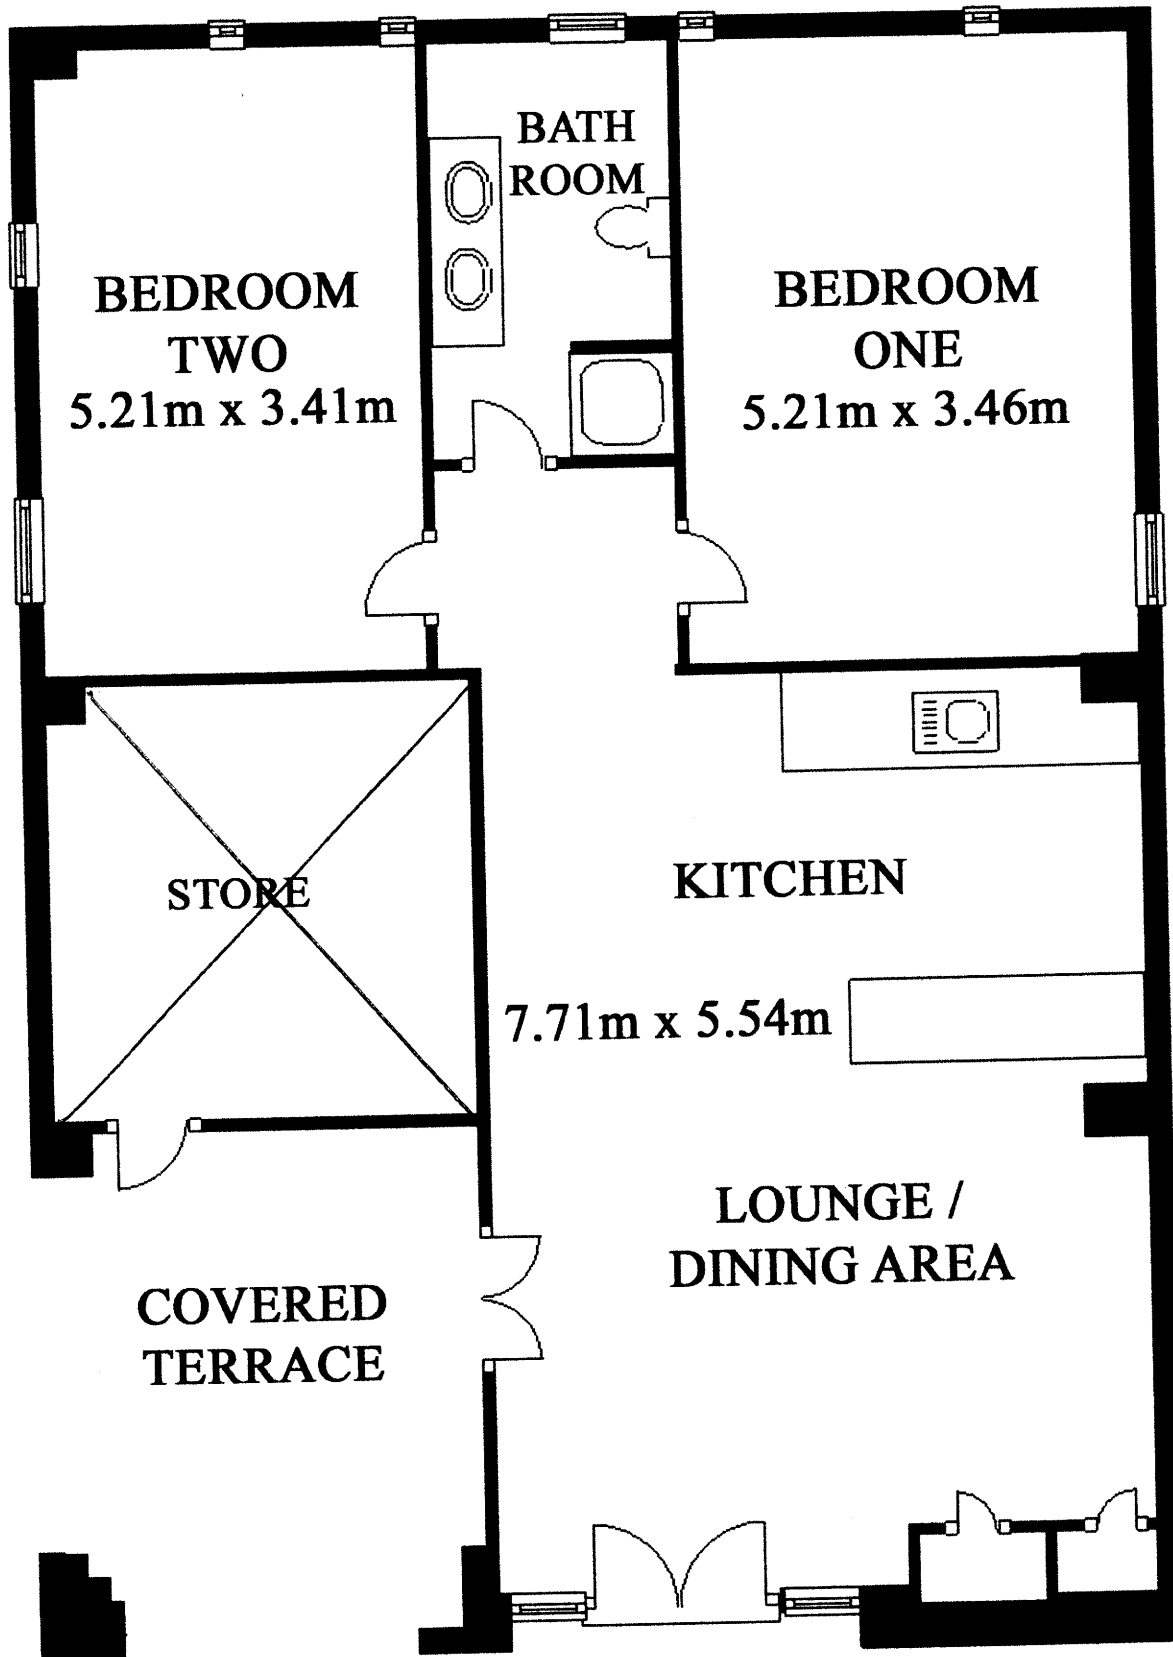 BATH
ROOM
BEDROOM
TWO
5.21m x 3.41m
BEDROOM
ONE
5.21m x 3.46m
STORE
KITCHEN
7.71m x 5.54m
LOUNGE /
DINING AREA
COVERED
TERRACE